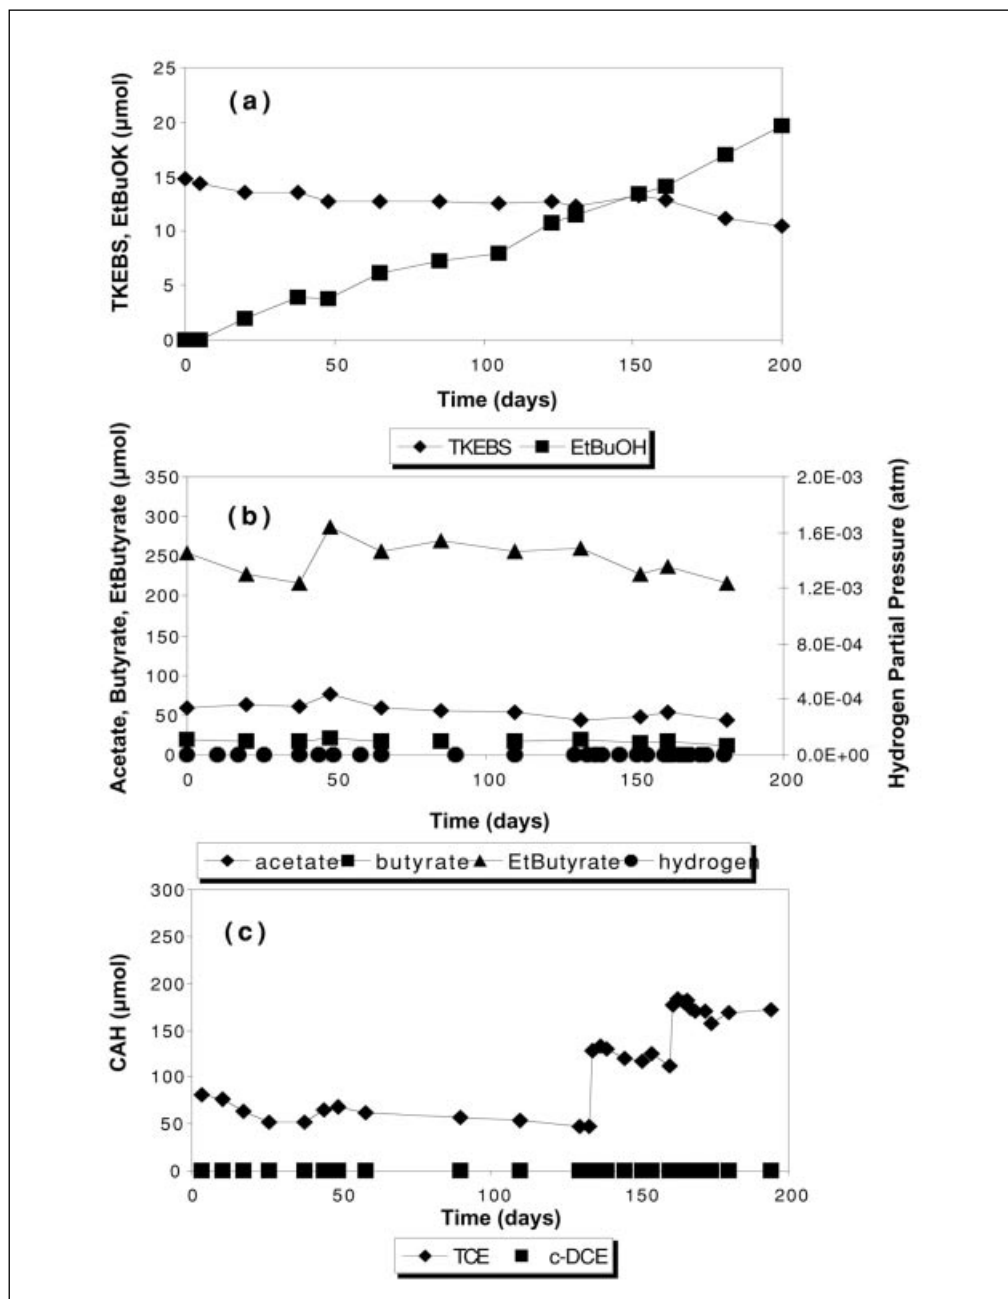 TKEBS, EtBuOK (µmol)
25
20
15
10
5
0
(a)
0 50 100 150 200
Time (days)
TKEBS EtBuOH
Acetate, Butyrate, EtButyrate (µmol)
350
300
250
200
150
100
50
0
(b)
2.0E-03
1.6E-03
1.2E-03
8.0E-04
4.0E-04
0.0E+00
Hydrogen Partial Pressure (atm)
0 50 100 150 200
Time (days)
acetate butyrate EtButyrate hydrogen
CAH (µmol)
300
250
200
150
100
50
0
(c)
0 50 100 150 200
Time (days)
TCE c-DCE